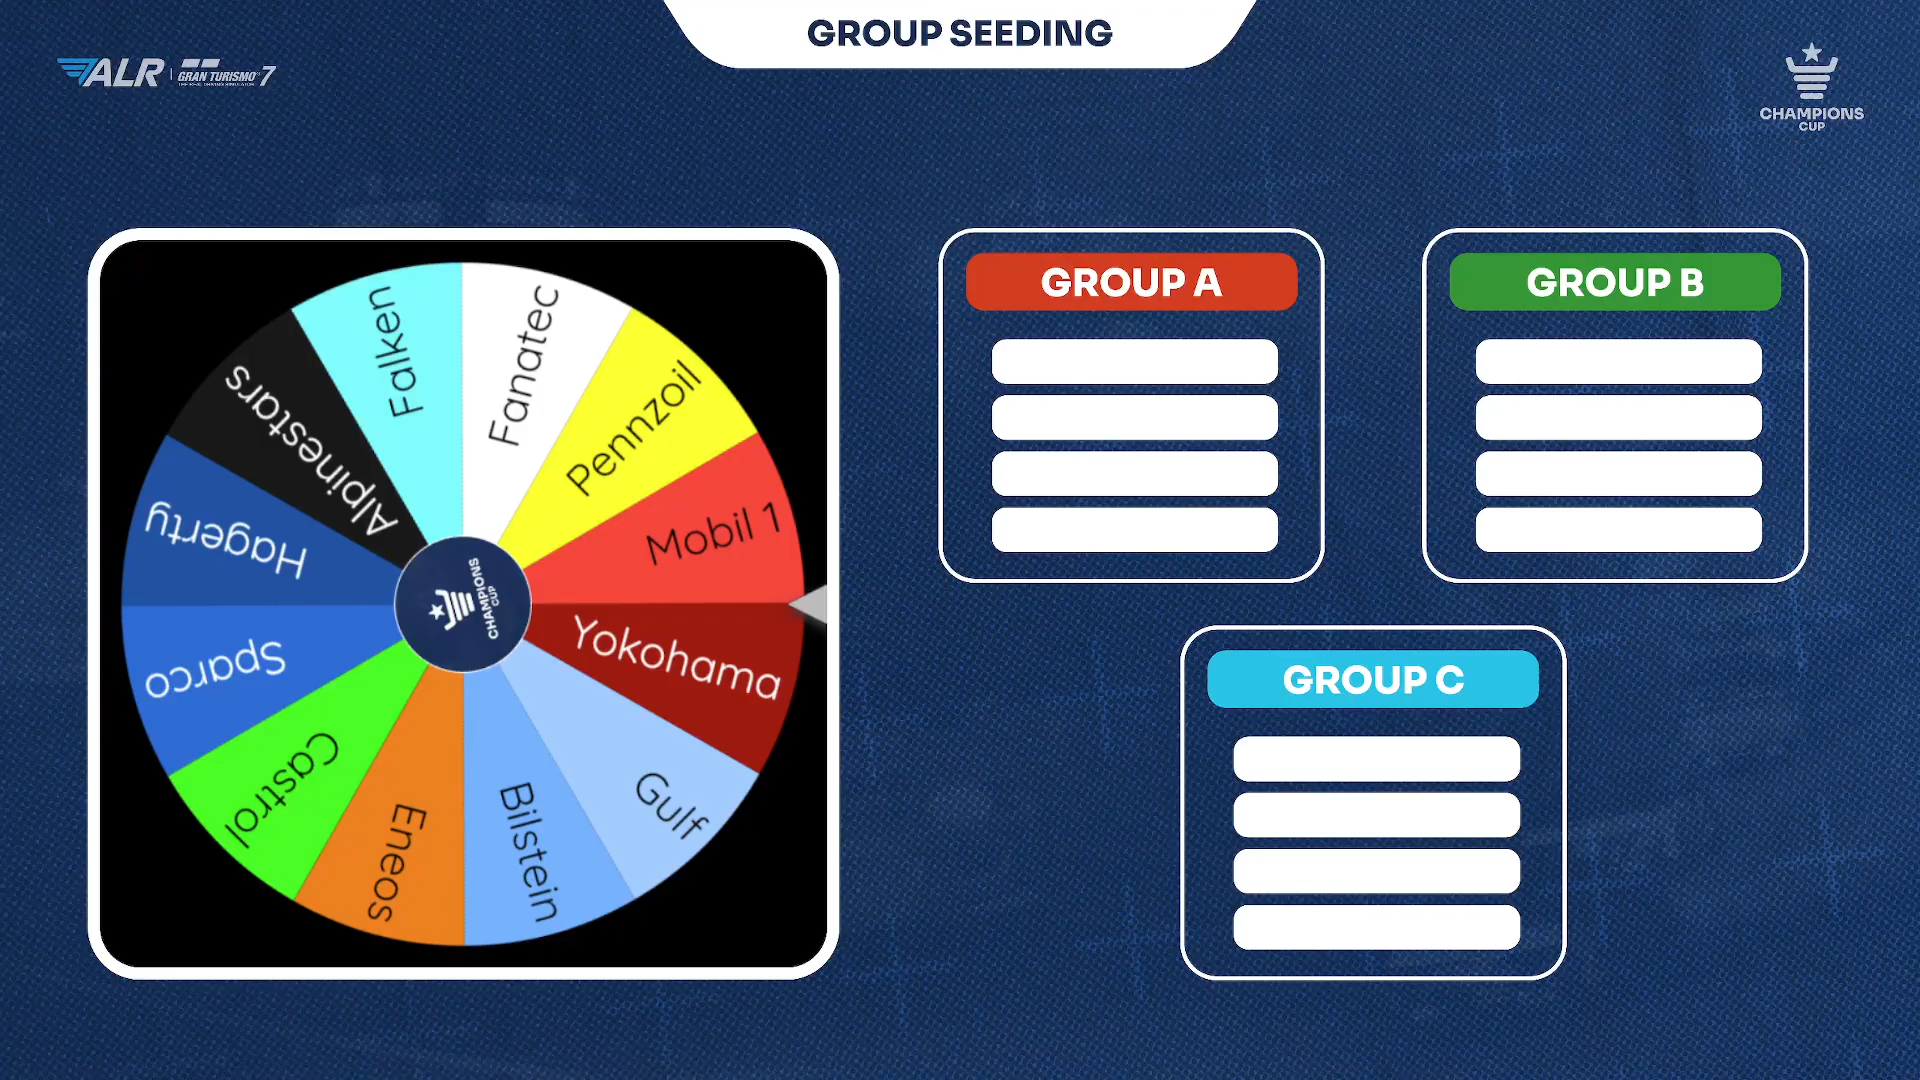 GROUP SEEDING
ALR
GRAN TURISMO 7
CHAMPIONS
CUP
Falken
Fanatec
Pennzoil
Mobil 1
Yokohama
Gulf
Bilstein
Eneos
Castrol
Sparco
Hagerty
Alpinestars
CHAMPIONS
CUP
GROUP A
GROUP B
GROUP C